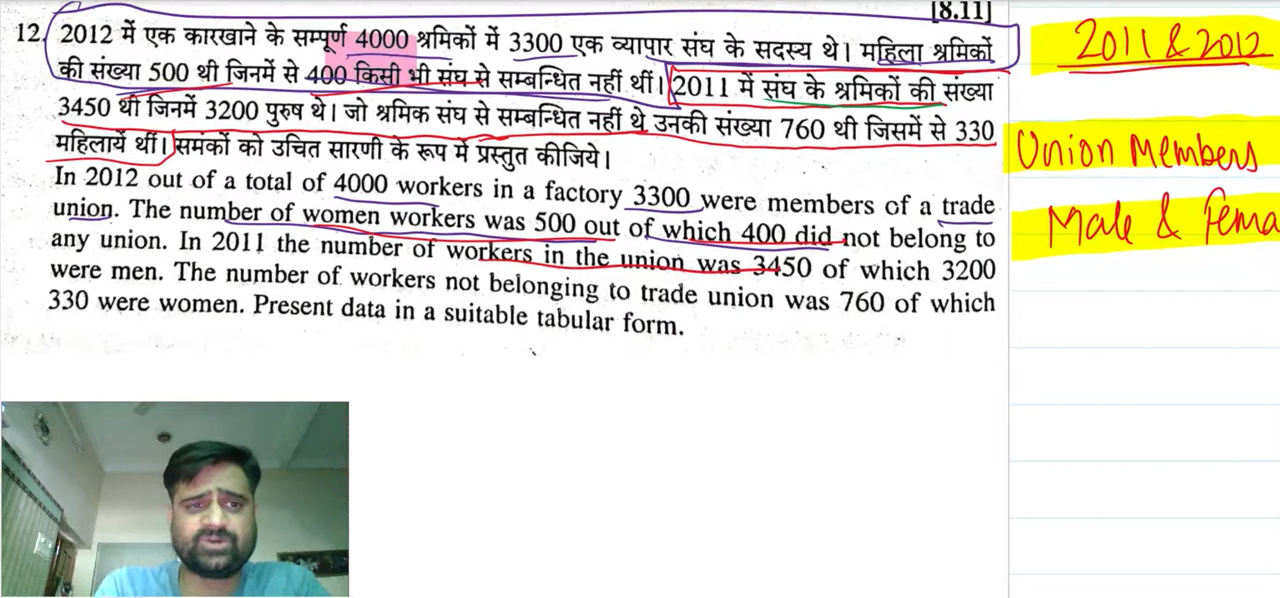 [8.11]
12. 2012 में एक कारखाने के सम्पूर्ण 4000 श्रमिकों में 3300 एक व्यापार संघ के सदस्य थे। महिला श्रमिकों
की संख्या 500 थी जिनमें से 400 किसी भी संघ से सम्बन्धित नहीं थीं। 2011 में संघ के श्रमिकों की संख्या
3450 थी जिनमें 3200 पुरुष थे। जो श्रमिक संघ से सम्बन्धित नहीं थे उनकी संख्या 760 थी जिसमें से 330
महिलायें थीं। समंकों को उचित सारणी के रूप में प्रस्तुत कीजिये।
In 2012 out of a total of 4000 workers in a factory 3300 were members of a trade
union. The number of women workers was 500 out of which 400 did not belong to
any union. In 2011 the number of workers in the union was 3450 of which 3200
were men. The number of workers not belonging to trade union was 760 of which
330 were women. Present data in a suitable tabular form.
2011 & 2012
Union Members
Male & Fema